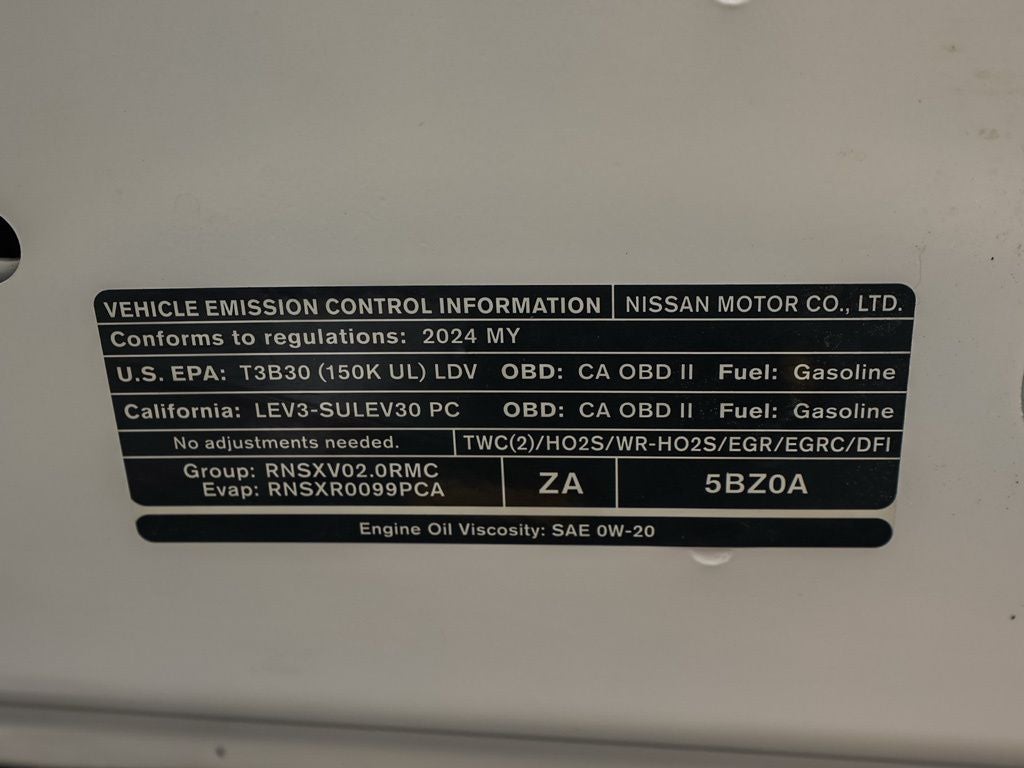 VEHICLE EMISSION CONTROL INFORMATION NISSAN MOTOR CO., LTD.
Conforms to regulations: 2024 MY
U.S. EPA: T3B30 (150K UL) LDV OBD: CA OBD II Fuel: Gasoline
California: LEV3-SULEV30 PC OBD: CA OBD II Fuel: Gasoline
No adjustments needed. TWC(2)/HO2S/WR-HO2S/EGR/EGRC/DFI
Group: RNSXV02.0RMC
Evap: RNSXR0099PCA
ZA
5BZ0A
Engine Oil Viscosity: SAE 0W-20